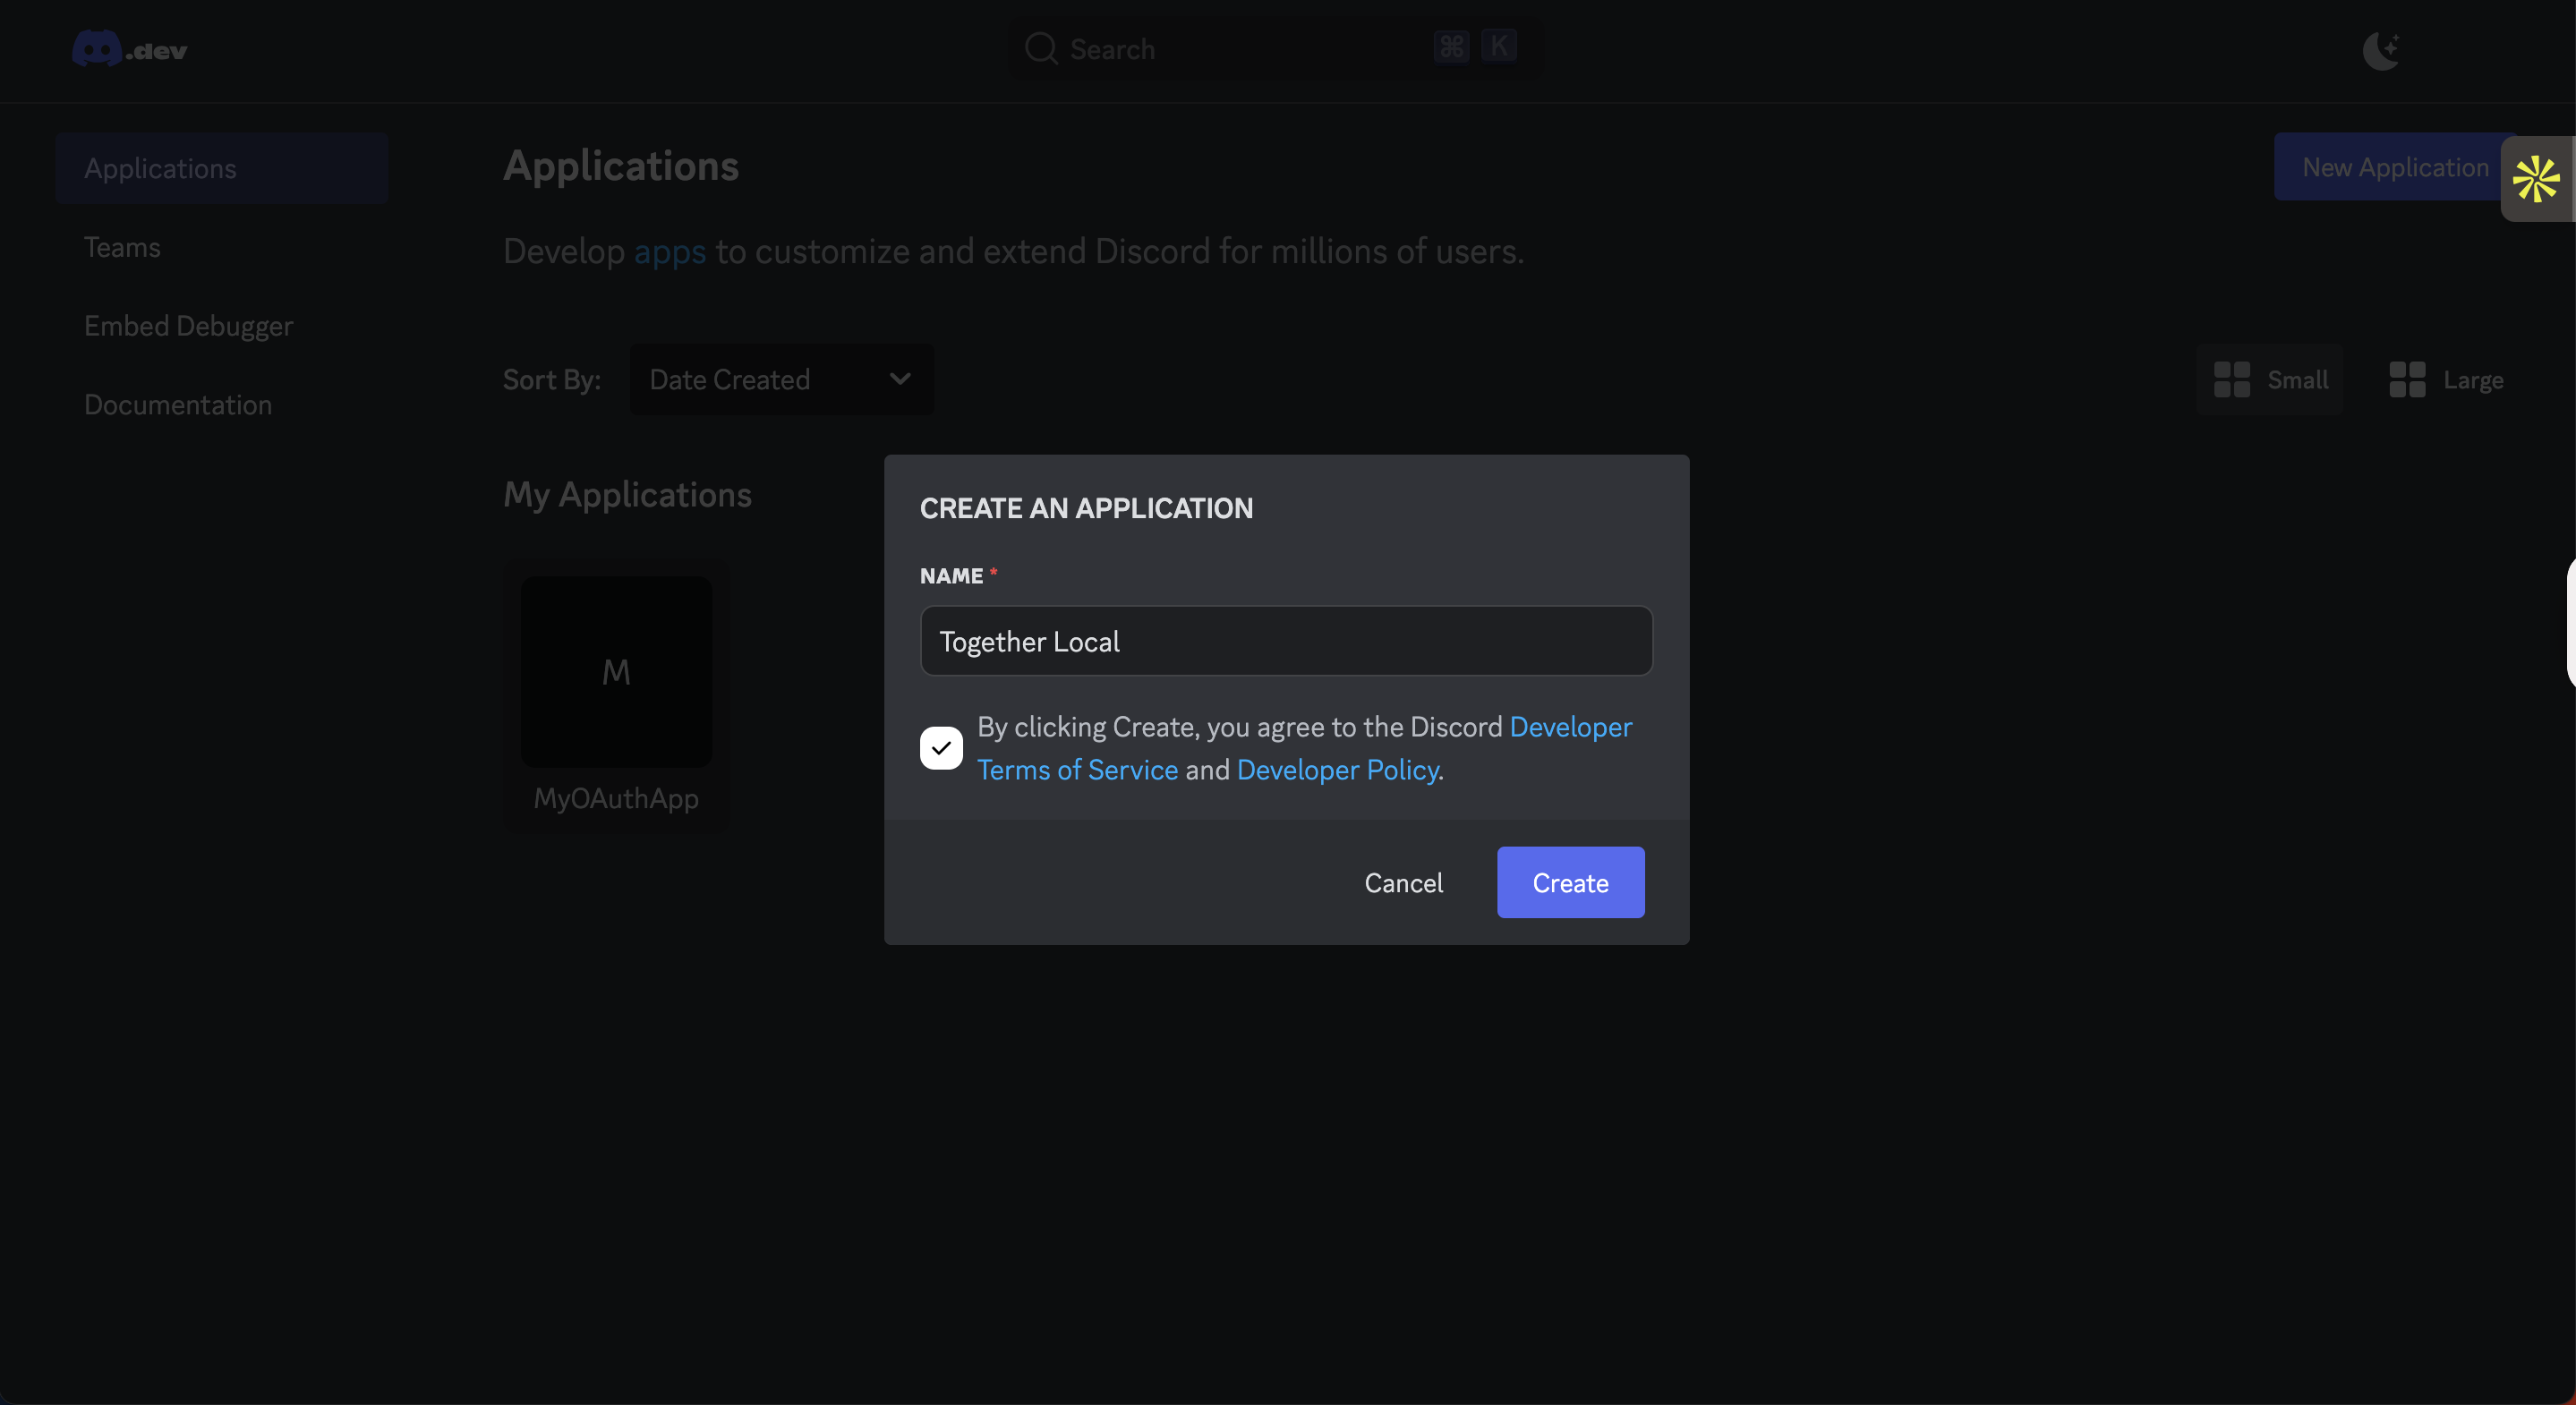 .dev
Search
⌘ K
Applications
Teams
Embed Debugger
Documentation
Applications
New Application
Develop apps to customize and extend Discord for millions of users.
Sort By:
Date Created
Small
Large
My Applications
M
MyOAuthApp
CREATE AN APPLICATION
NAME *
Together Local
By clicking Create, you agree to the Discord Developer
Terms of Service and Developer Policy.
Cancel
Create